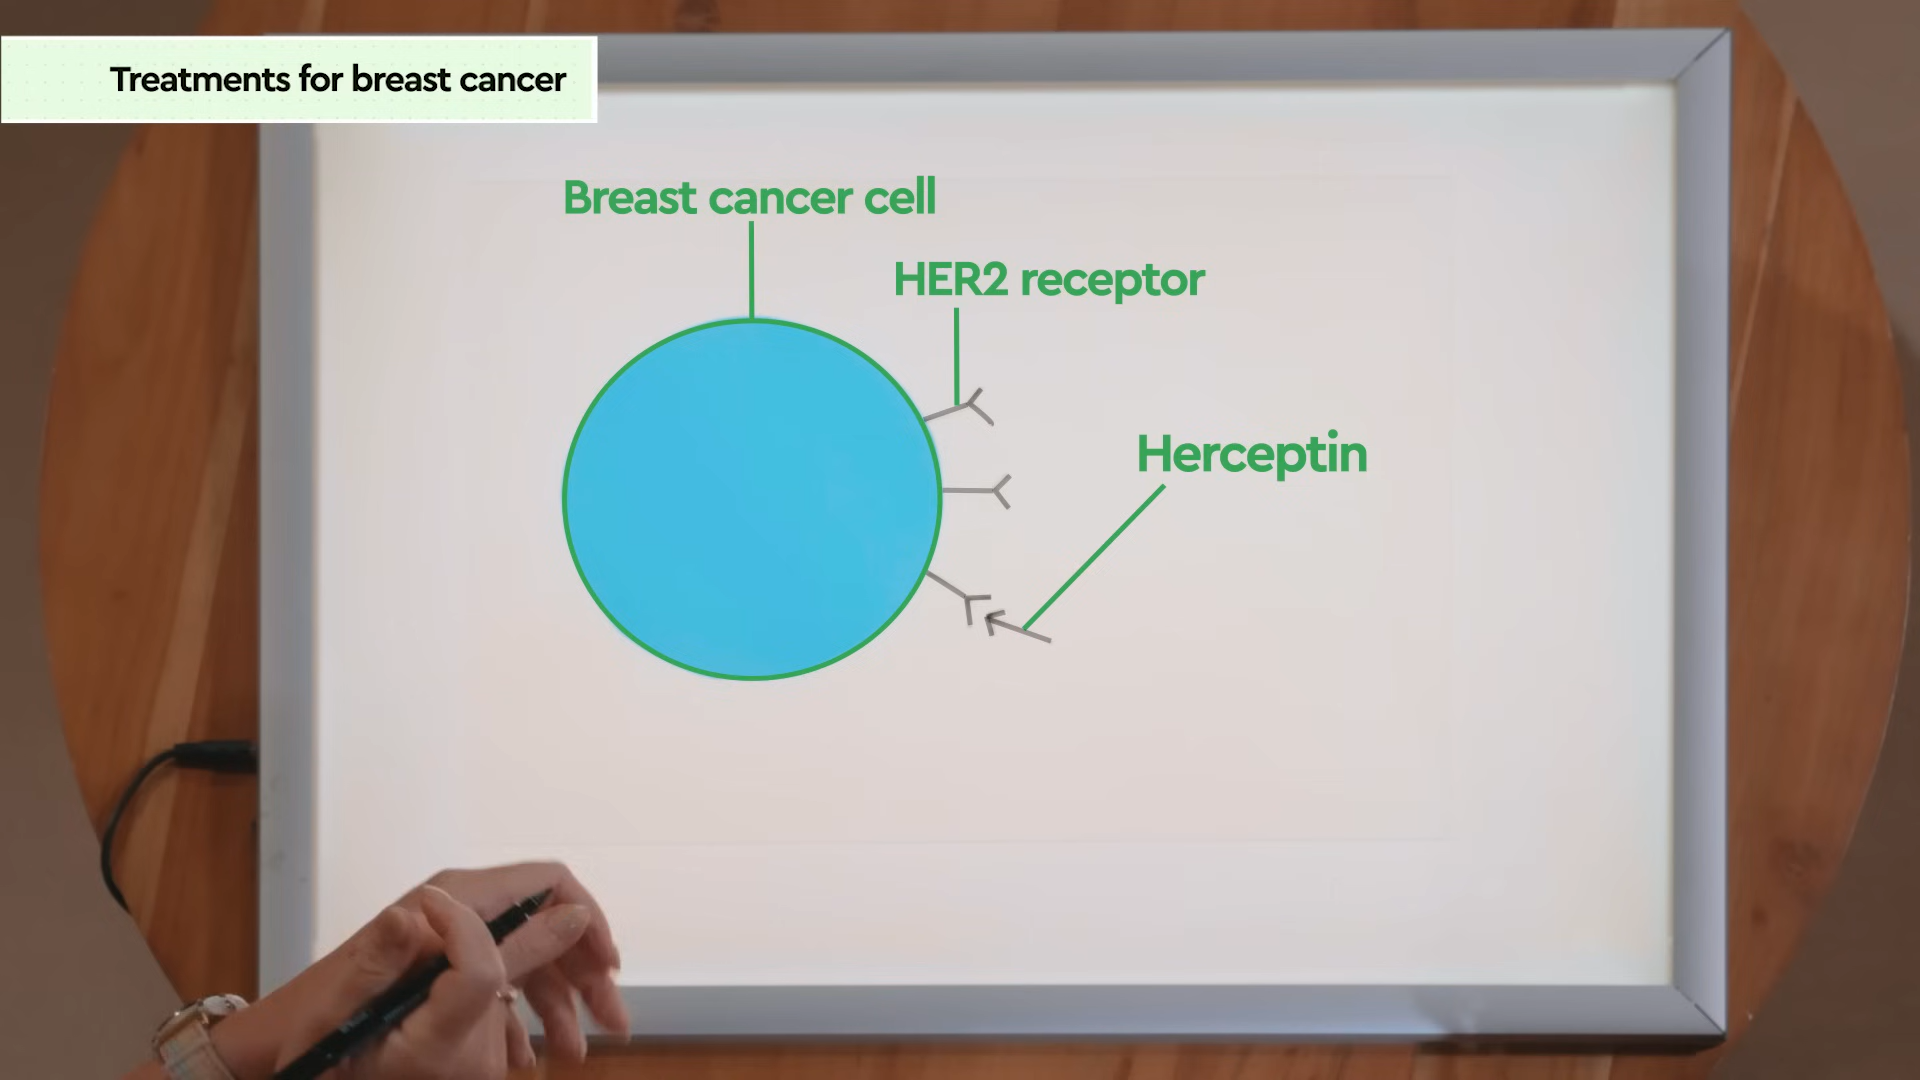 Treatments for breast cancer
Breast cancer cell
HER2 receptor
Herceptin